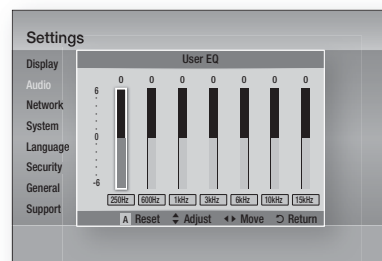 Settings
Display
Audio
Network
System
Language
Security
General
Support
User EQ
0 0 0 0 0 0 0
6
0
-6
250Hz 600Hz 1kHz 3kHz 6kHz 10kHz 15kHz
A Reset Adjust Move Return